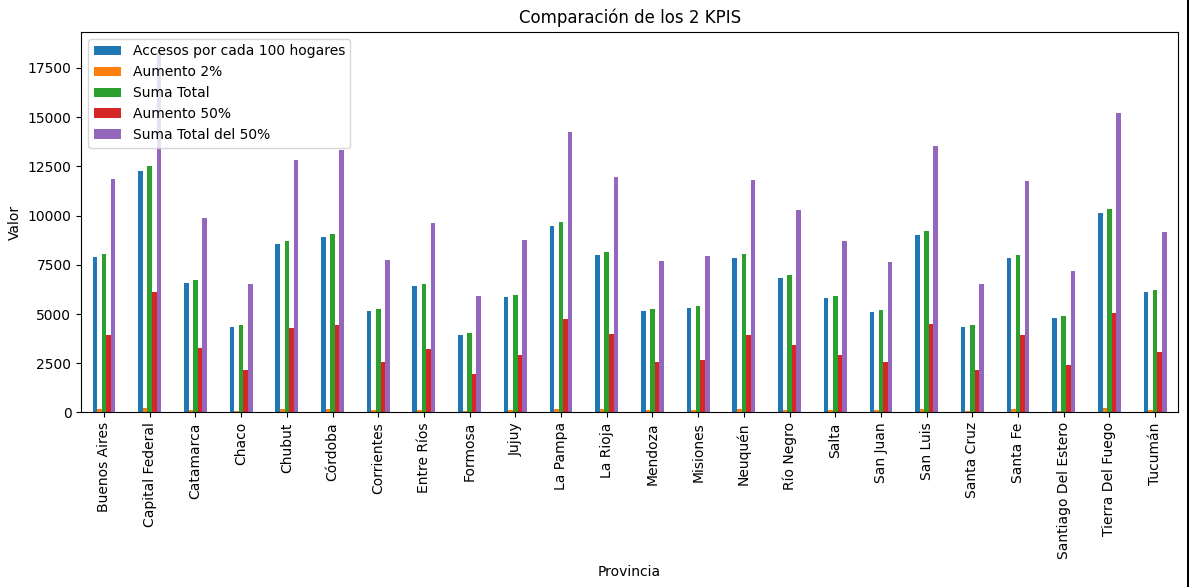 Comparación de los 2 KPIS
Accesos por cada 100 hogares
Aumento 2%
Suma Total
Aumento 50%
Suma Total del 50%
Valor
17500
15000
12500
10000
7500
5000
2500
0
Buenos Aires
Capital Federal
Catamarca
Chaco
Chubut
Córdoba
Corrientes
Entre Ríos
Formosa
Jujuy
La Pampa
La Rioja
Mendoza
Misiones
Neuquén
Río Negro
Salta
San Juan
San Luis
Santa Cruz
Santa Fe
Santiago Del Estero
Tierra Del Fuego
Tucumán
Provincia